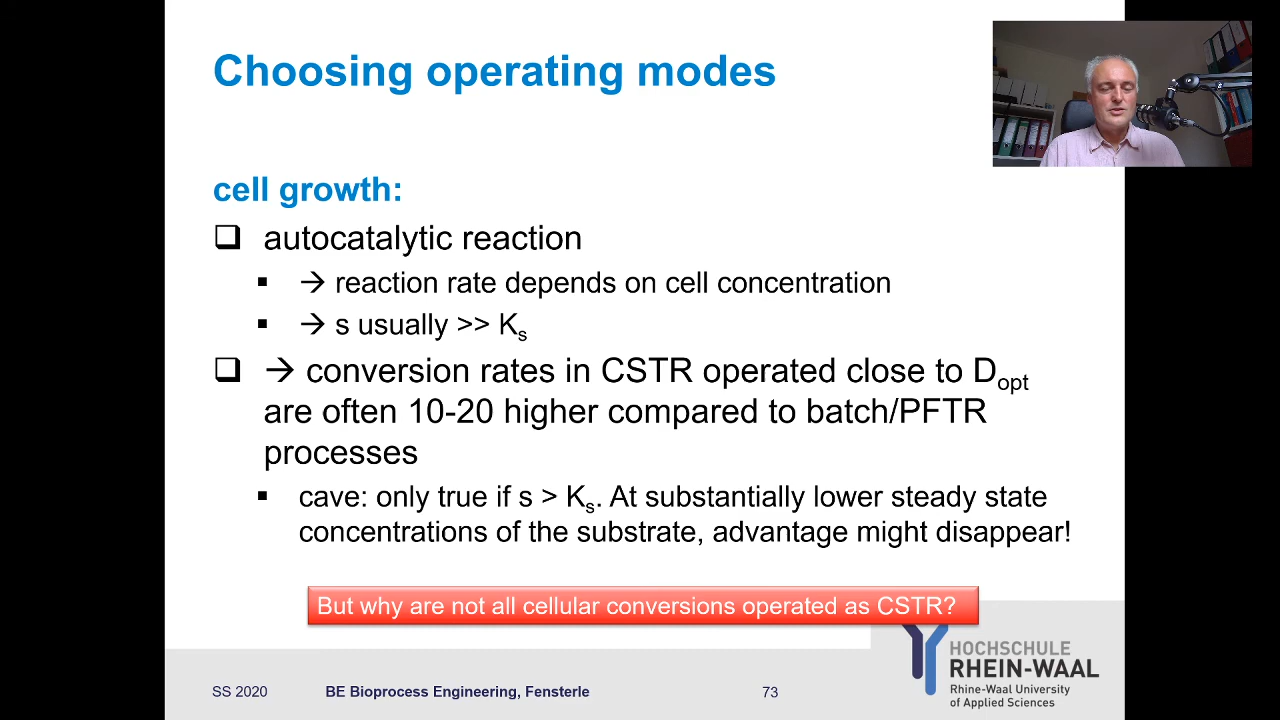 Choosing operating modes
cell growth:
❑ autocatalytic reaction
▪ → reaction rate depends on cell concentration
▪ → s usually >> Ks
❑ → conversion rates in CSTR operated close to Dopt
are often 10-20 higher compared to batch/PFTR
processes
▪ cave: only true if s > Ks. At substantially lower steady state
concentrations of the substrate, advantage might disappear!
But why are not all cellular conversions operated as CSTR?
HOCHSCHULE
RHEIN-WAAL
Rhine-Waal University
of Applied Sciences
SS 2020 BE Bioprocess Engineering, Fensterle 73